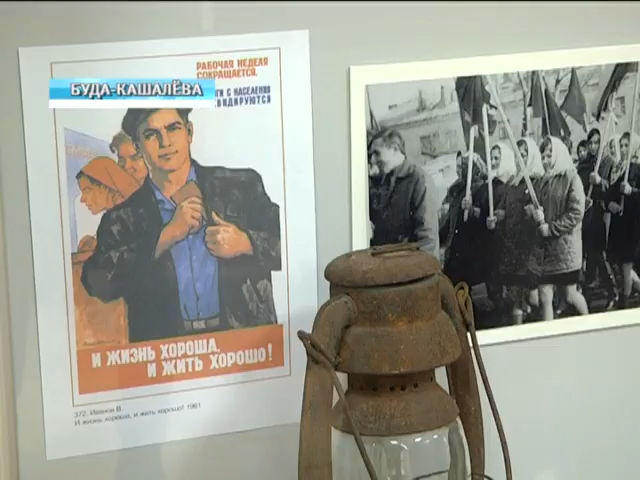 РАБОЧАЯ НЕДЕЛЯ
СОКРАЩАЕТСЯ,
БУДА-КАШАЛЁВА
С НАСЕЛЕНИЯ
И ЖИЗНЬ ХОРОША,
И ЖИТЬ ХОРОШО!
372. Иванов В.
И жизнь хороша, и жить хорошо! 1961